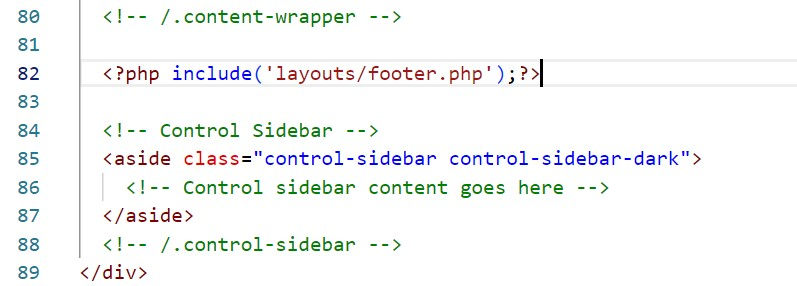 80 <!-- /.content-wrapper -->
81
82 <?php include('layouts/footer.php');?>
83
84 <!-- Control Sidebar -->
85 <aside class="control-sidebar control-sidebar-dark">
86 <!-- Control sidebar content goes here -->
87 </aside>
88 <!-- /.control-sidebar -->
89 </div>